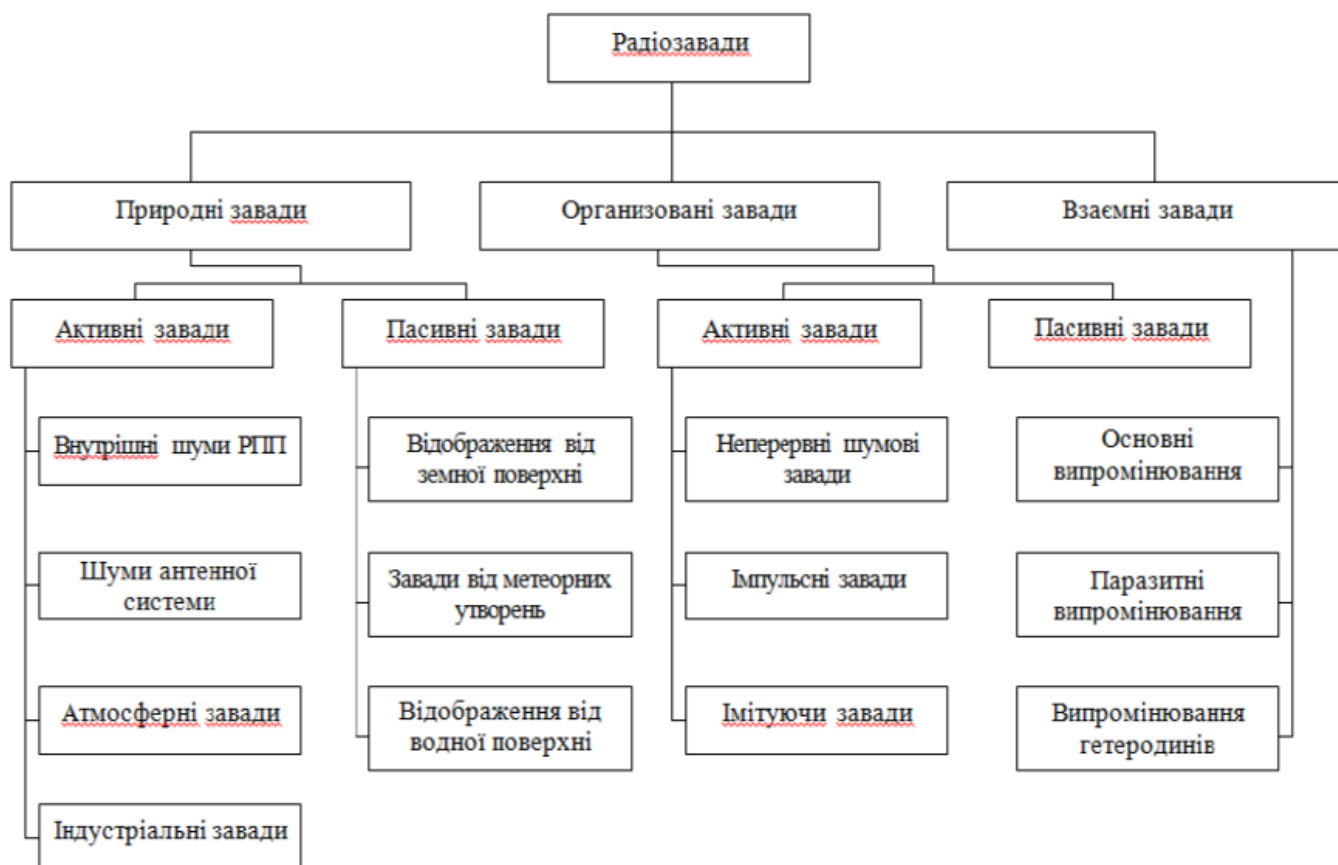 Радіозавади
Природні завади
Организовані завади
Взаємні завади
Активні завади
Пасивні завади
Активні завади
Пасивні завади
Внутрішні шуми РПП
Відображення від
земної поверхні
Неперервні шумові
завади
Основні
випромінювання
Шуми антенної
системи
Завади від метеорних
утворень
Імпульсні завади
Паразитні
випромінювання
Атмосферні завади
Відображення від
водної поверхні
Імітуючи завади
Випромінювання
гетеродинів
Індустріальні завади